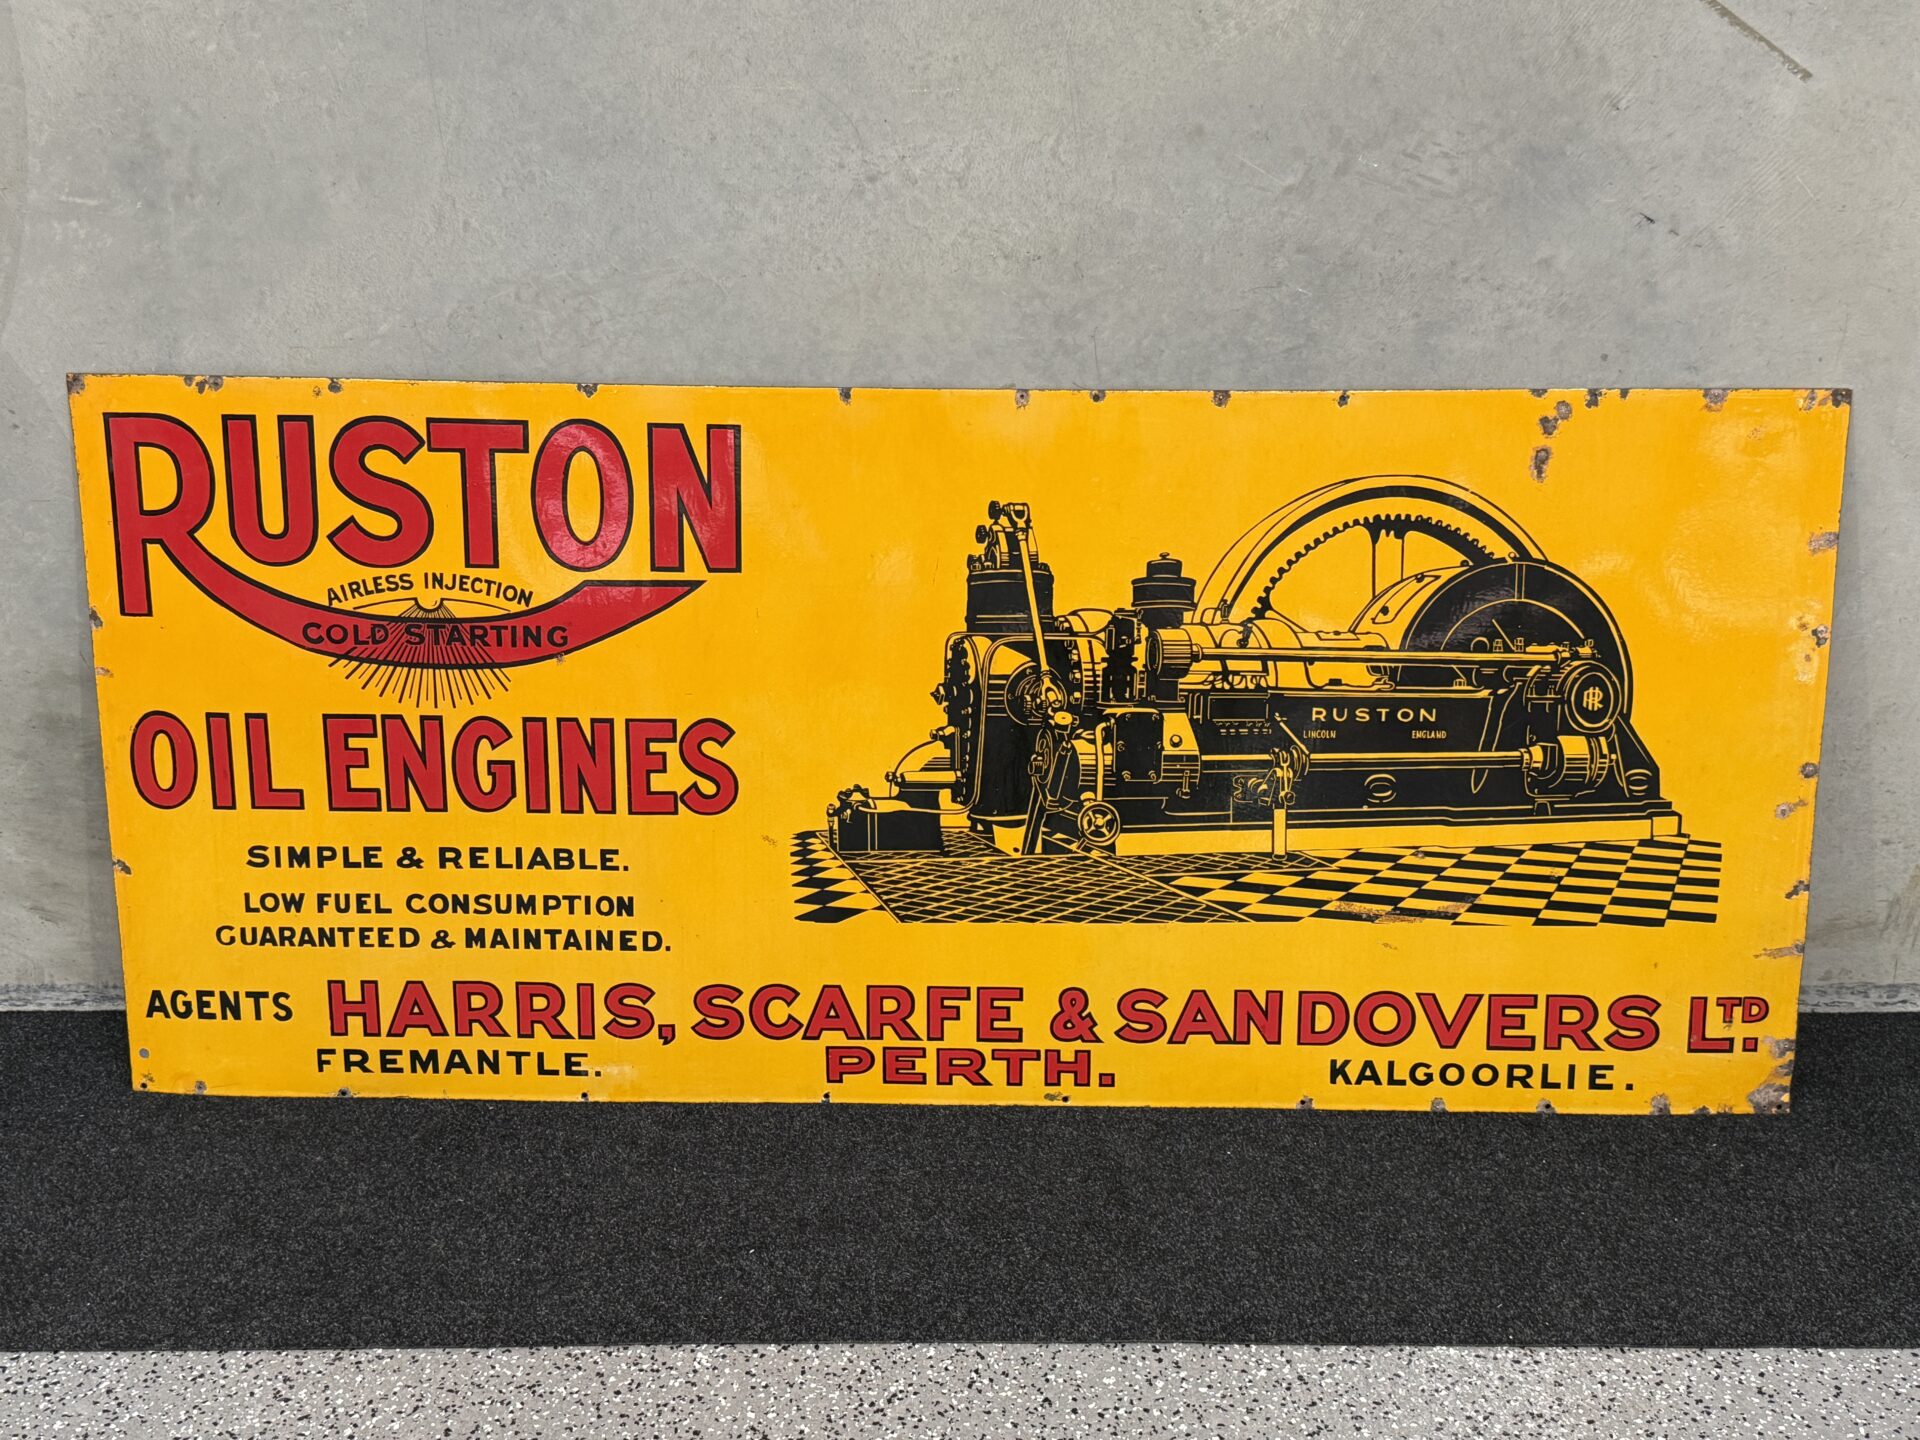 RUSTON
AIRLESS INJECTION
COLD STARTING
OIL ENGINES
SIMPLE & RELIABLE.
LOW FUEL CONSUMPTION
GUARANTEED & MAINTAINED.
RUSTON
LINCOLN ENGLAND
AGENTS HARRIS, SCARFE & SANDOVERS LTD.
FREMANTLE. PERTH. KALGOORLIE.